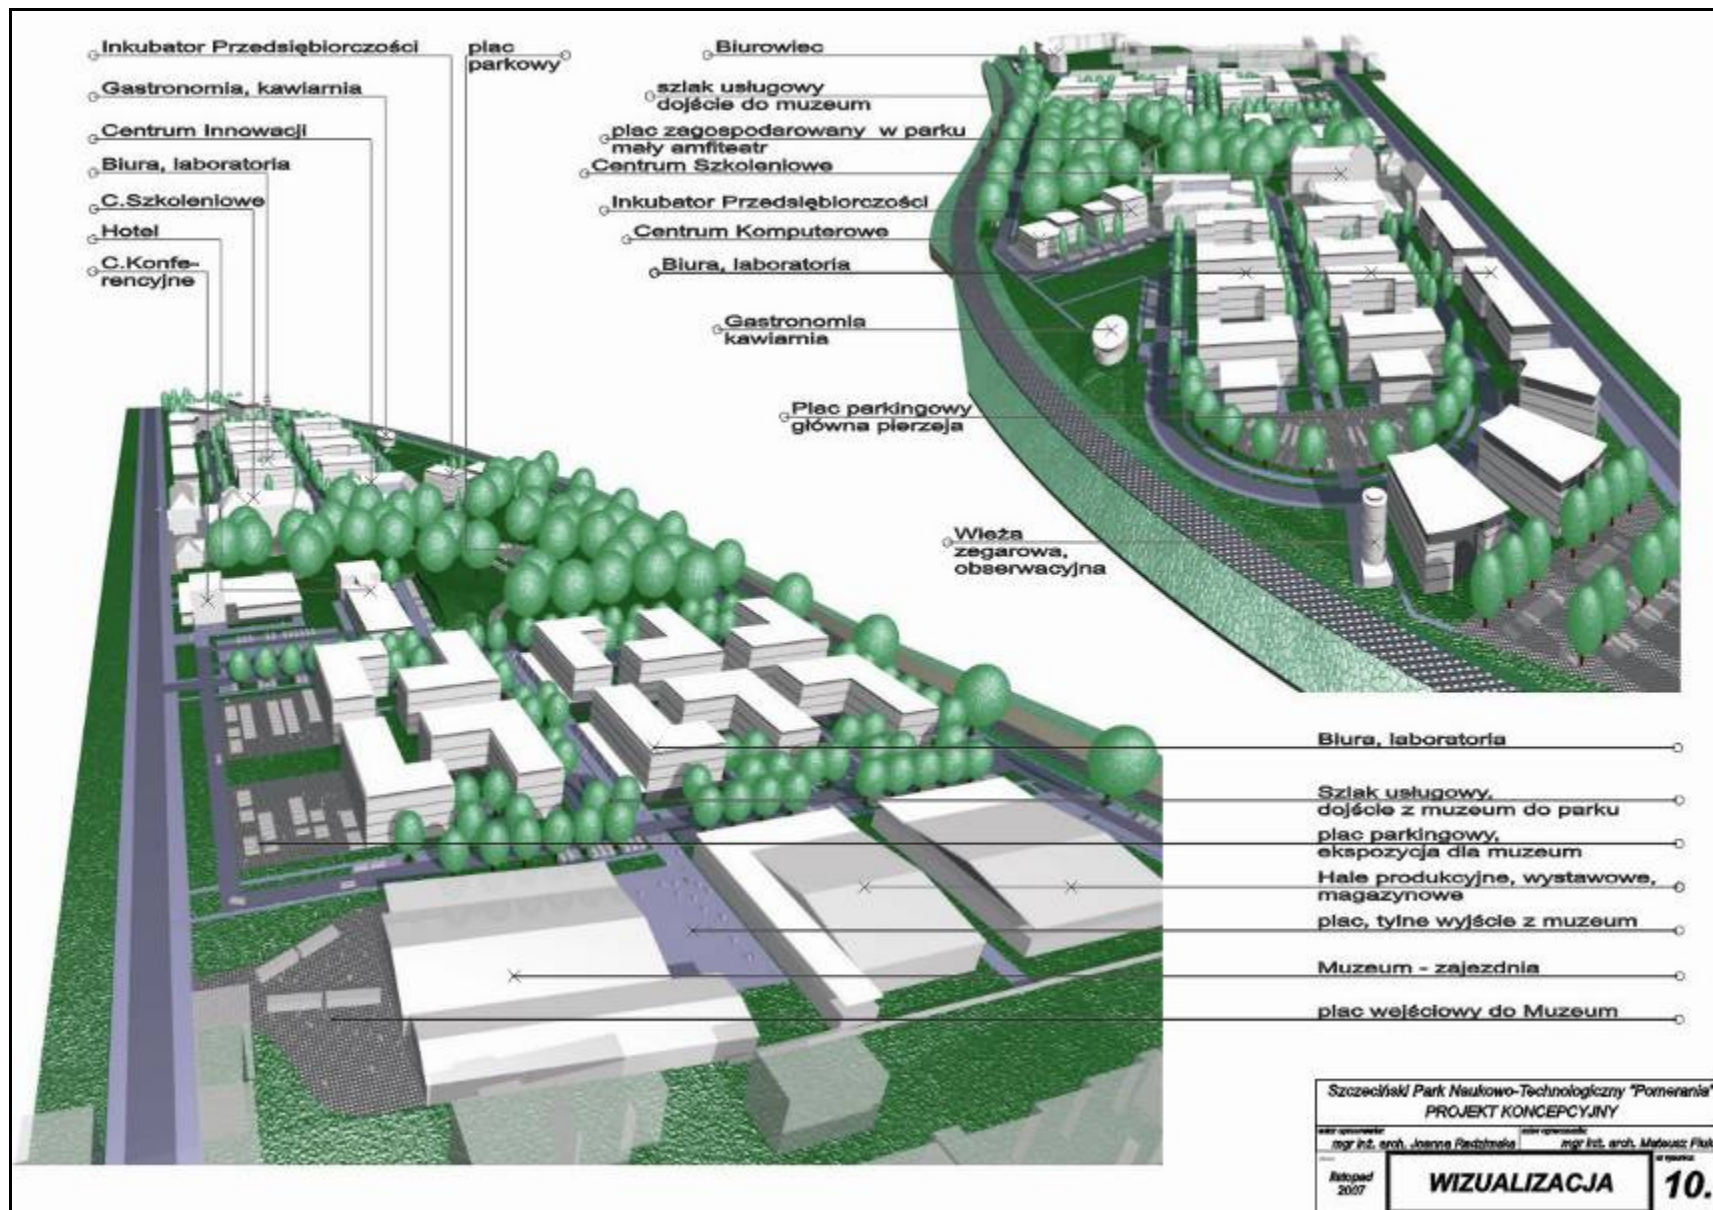 Inkubator Przedsiębiorczości
Gastronomia, kawiarnia
Centrum Innowacji
Biura, laboratoria
C.Szkoleniowe
Hotel
C.Konfe-
rencyjne
plac
parkowy
Biurowiec
szlak usługowy
dojście do muzeum
plac zagospodarowany w parku
mały amfiteatr
Centrum Szkoleniowe
Inkubator Przedsiębiorczości
Centrum Komputerowe
Biura, laboratoria
Gastronomia
kawiarnia
Plac parkingowy
główna pierzeja
Wieża
zegarowa,
obserwacyjna
Biura, laboratoria
Szlak usługowy,
dojście z muzeum do parku
plac parkingowy,
ekspozycja dla muzeum
Hale produkcyjne, wystawowe,
magazynowe
plac, tylne wyjście z muzeum
Muzeum - zajezdnia
plac wejściowy do Muzeum
Szczeciński Park Naukowo-Technologiczny "Pomerania"
PROJEKT KONCEPCYJNY
mgr inż. arch. Joanna
mgr inż. arch. Mateusz
listopad
2007
WIZUALIZACJA
10.